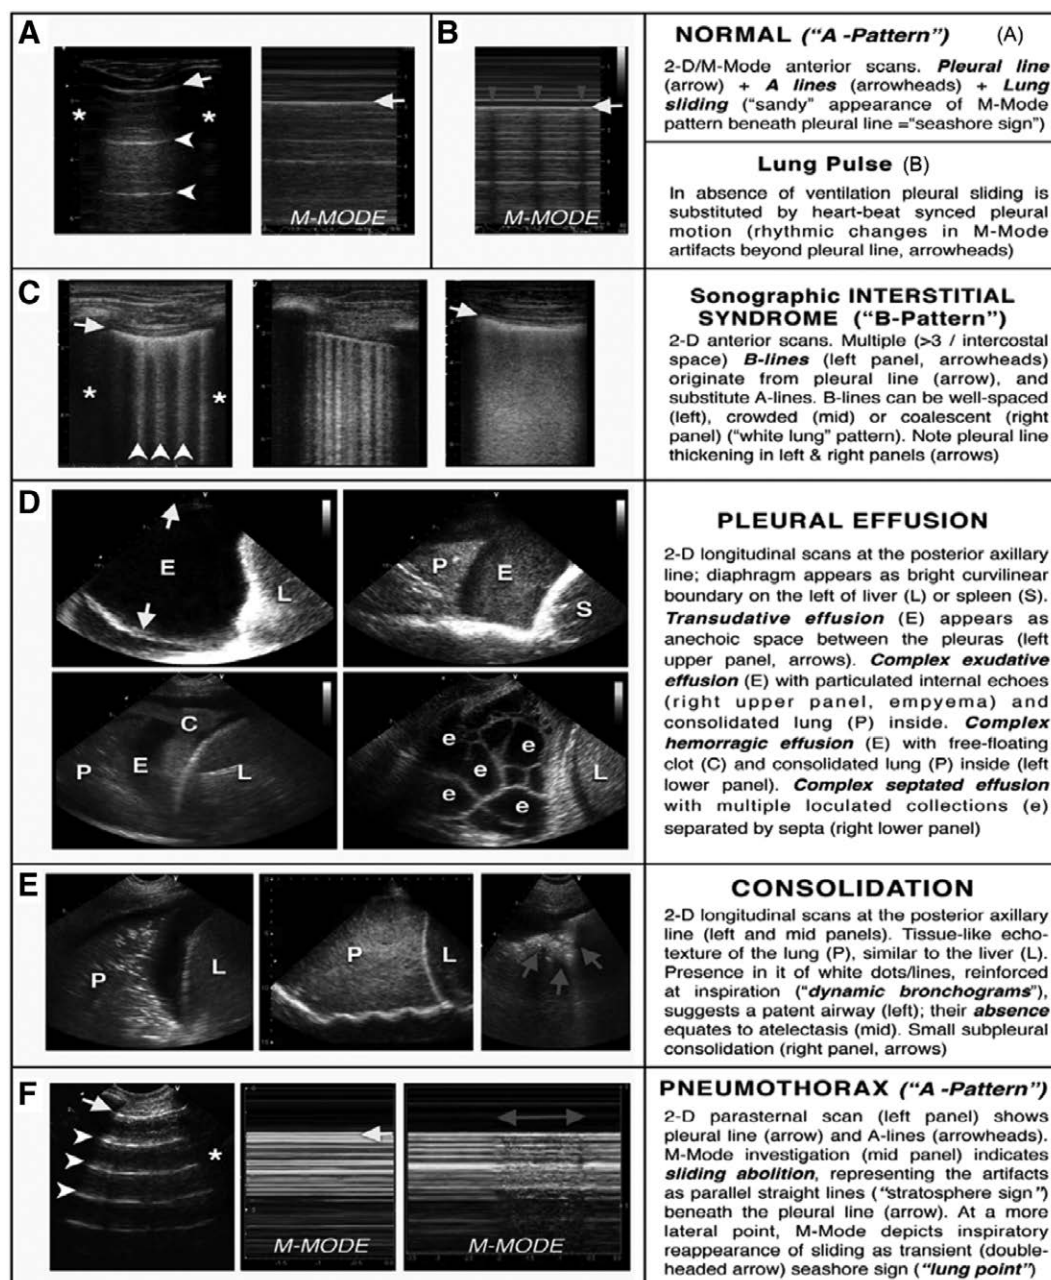 A
B
*
*
M-MODE
M-MODE
NORMAL (“A -Pattern”) (A)
2-D/M-Mode anterior scans. Pleural line
(arrow) + A lines (arrowheads) + Lung
sliding (“sandy” appearance of M-Mode
pattern beneath pleural line =“seashore sign”)
Lung Pulse (B)
In absence of ventilation pleural sliding is
substituted by heart-beat synced pleural
motion (rhythmic changes in M-Mode
artifacts beyond pleural line, arrowheads)
C
*
*
Sonographic INTERSTITIAL
SYNDROME (“B-Pattern”)
2-D anterior scans. Multiple (>3 / intercostal
space) B-lines (left panel, arrowheads)
originate from pleural line (arrow), and
substitute A-lines. B-lines can be well-spaced
(left), crowded (mid) or coalescent (right
panel) (“white lung” pattern). Note pleural line
thickening in left & right panels (arrows)
D
E
L
P
E
S
C
P
E
L
e
e
e
e
e
L
PLEURAL EFFUSION
2-D longitudinal scans at the posterior axillary
line; diaphragm appears as bright curvilinear
boundary on the left of liver (L) or spleen (S).
Transudative effusion (E) appears as
anechoic space between the pleuras (left
upper panel, arrows). Complex exudative
effusion (E) with particulated internal echoes
(right upper panel, empyema) and
consolidated lung (P) inside. Complex
hemorragic effusion (E) with free-floating
clot (C) and consolidated lung (P) inside (left
lower panel). Complex septated effusion
with multiple loculated collections (e)
separated by septa (right lower panel)
E
P
L
P
L
CONSOLIDATION
2-D longitudinal scans at the posterior axillary
line (left and mid panels). Tissue-like echo-
texture of the lung (P), similar to the liver (L).
Presence in it of white dots/lines, reinforced
at inspiration (“dynamic bronchograms”),
suggests a patent airway (left); their absence
equates to atelectasis (mid). Small subpleural
consolidation (right panel, arrows)
F
*
M-MODE
M-MODE
PNEUMOTHORAX (“A -Pattern”)
2-D parasternal scan (left panel) shows
pleural line (arrow) and A-lines (arrowheads).
M-Mode investigation (mid panel) indicates
sliding abolition, representing the artifacts
as parallel straight lines (“stratosphere sign”)
beneath the pleural line (arrow). At a more
lateral point, M-Mode depicts inspiratory
reappearance of sliding as transient (double-
headed arrow) seashore sign (“lung point”)